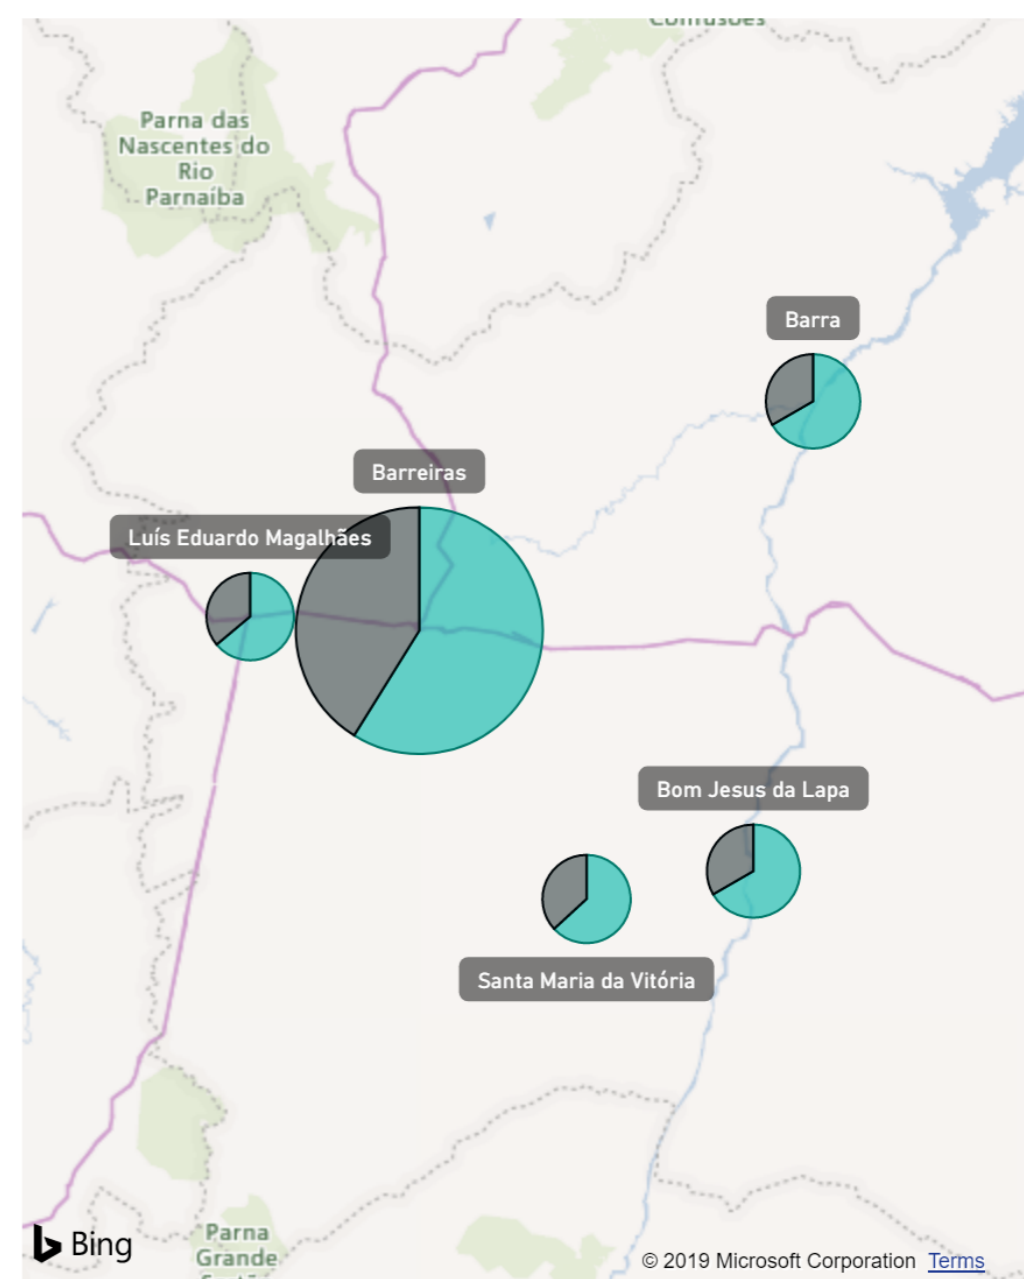 Confusões
Parna das
Nascentes do
Rio
Parnaíba
Barra
Barreiras
Luís Eduardo Magalhães
Bom Jesus da Lapa
Santa Maria da Vitória
Parna
Grande
Bing
© 2019 Microsoft Corporation Terms